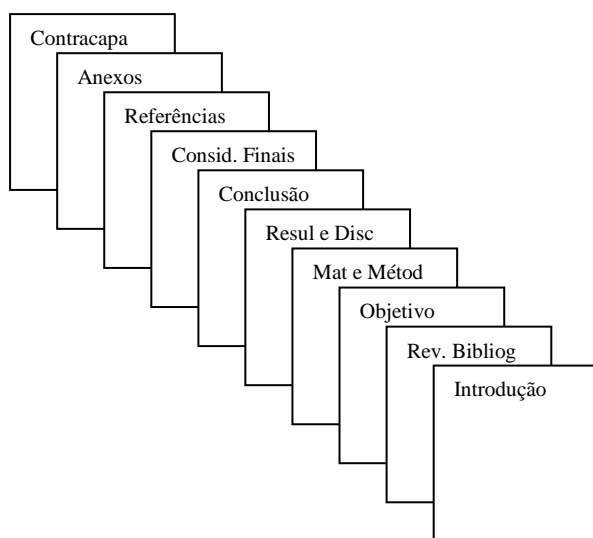 Contracapa
Anexos
Referências
Consid. Finais
Conclusão
Resul e Disc
Mat e Métod
Objetivo
Rev. Bibliog
Introdução